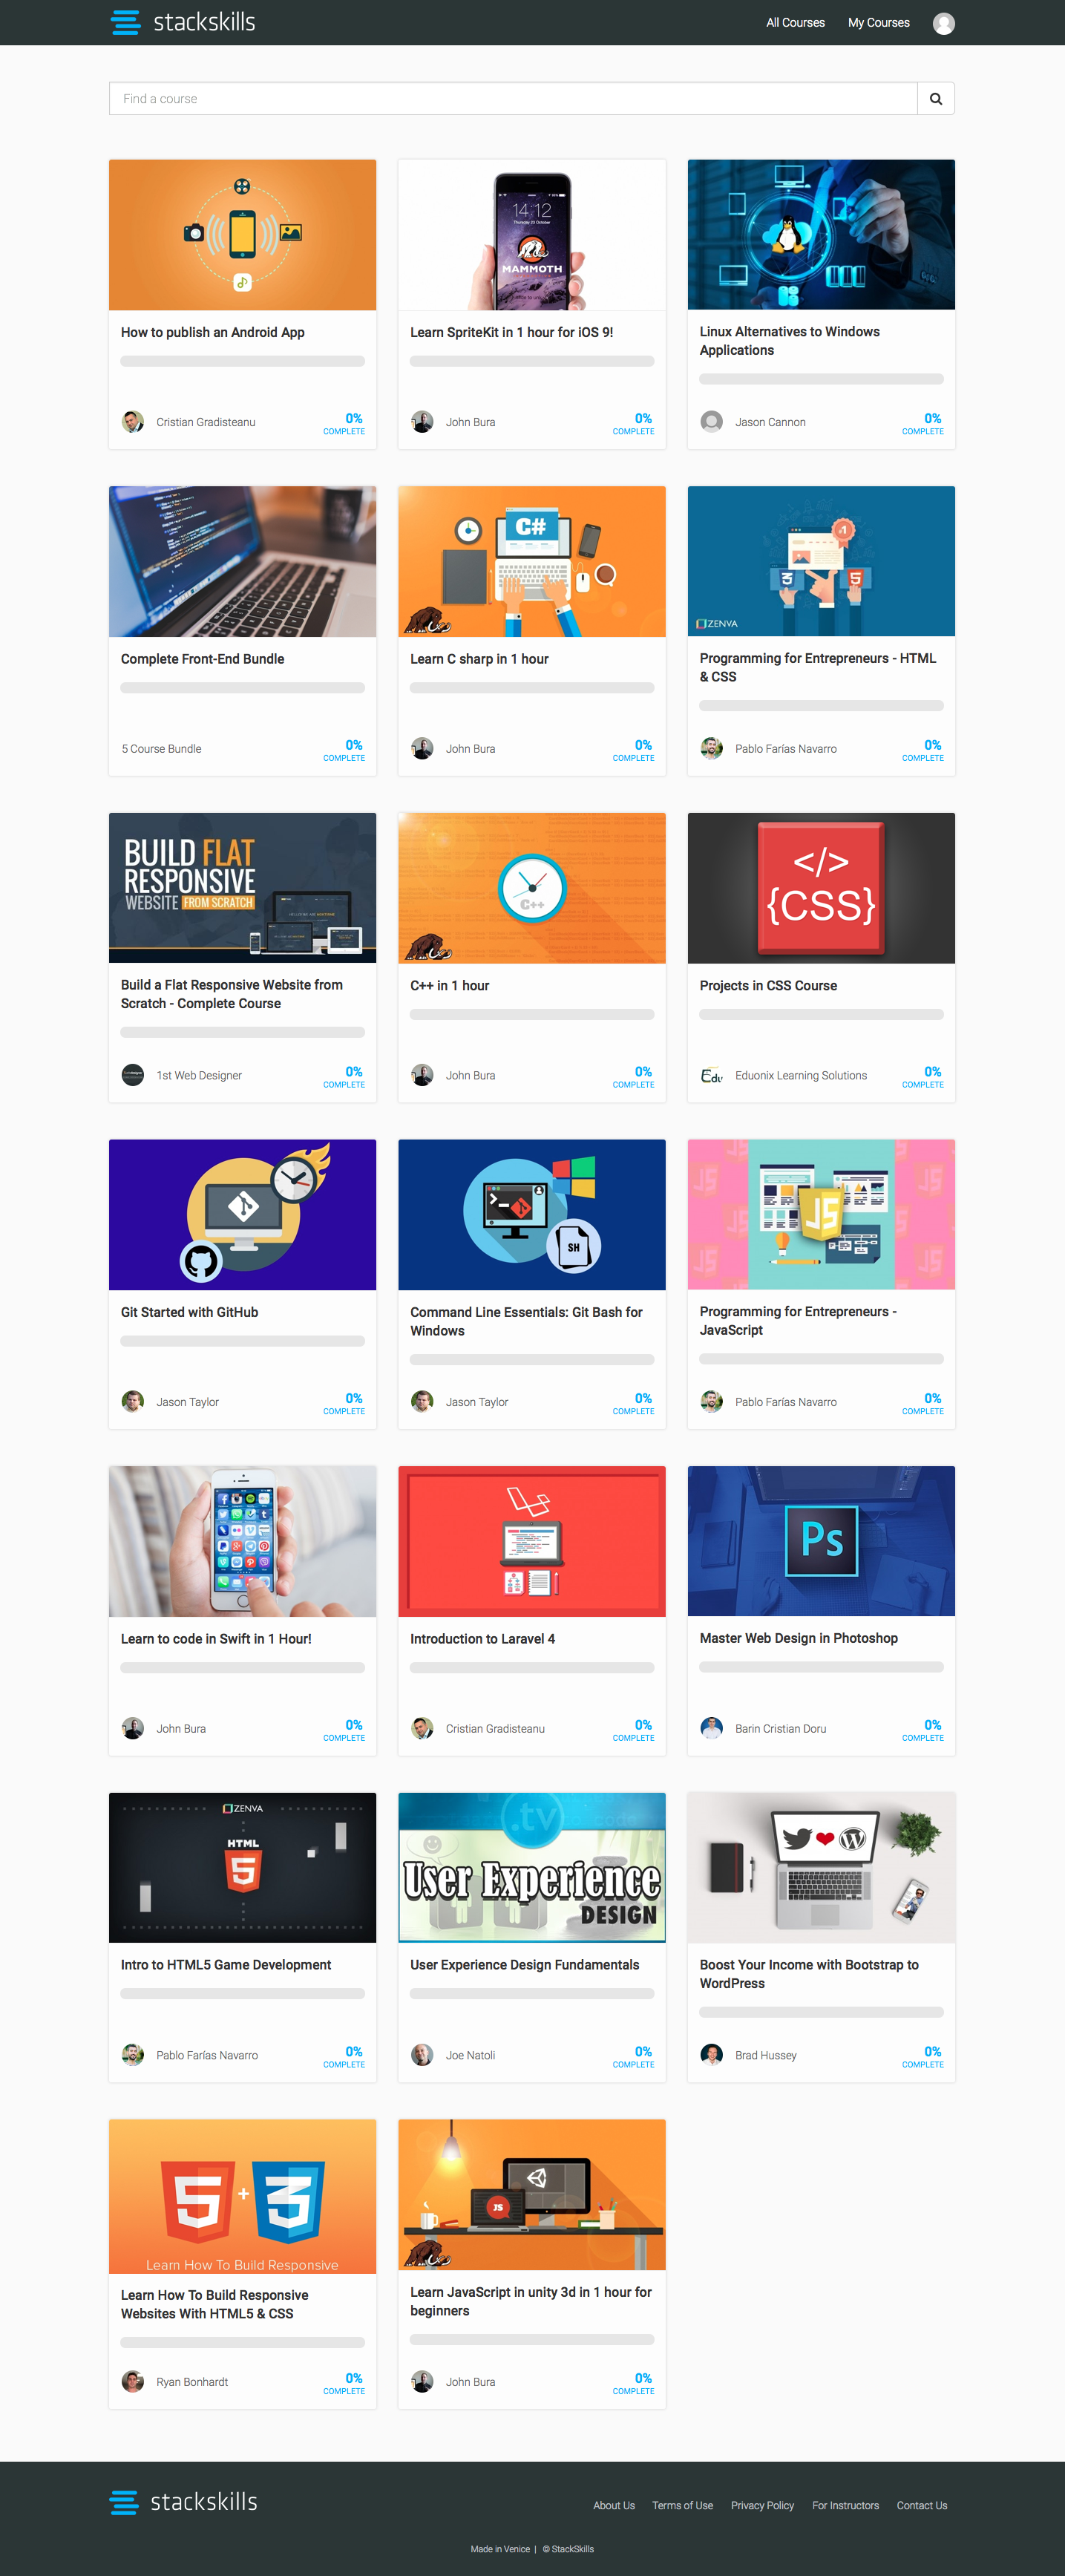 stackskills
All Courses
My Courses
Find a course
14:12
Thursday 23 October
MAMMOTH
How to publish an Android App
Learn SpriteKit in 1 hour for iOS 9!
Linux Alternatives to Windows
Applications
Cristian Gradisteanu
0%
COMPLETE
John Bura
0%
COMPLETE
Jason Cannon
0%
COMPLETE
C#
1
3
5
ZENVA
Complete Front-End Bundle
Learn C sharp in 1 hour
Programming for Entrepreneurs - HTML
& CSS
5 Course Bundle
0%
COMPLETE
John Bura
0%
COMPLETE
Pablo Farías Navarro
0%
COMPLETE
BUILD FLAT
RESPONSIVE
WEBSITE FROM SCRATCH
C++
</>
{CSS}
Build a Flat Responsive Website from
Scratch - Complete Course
C++ in 1 hour
Projects in CSS Course
1st Web Designer
0%
COMPLETE
John Bura
0%
COMPLETE
Edu
Eduonix Learning Solutions
0%
COMPLETE
SH
JS
Git Started with GitHub
Command Line Essentials: Git Bash for
Windows
Programming for Entrepreneurs -
JavaScript
Jason Taylor
0%
COMPLETE
Jason Taylor
0%
COMPLETE
Pablo Farías Navarro
0%
COMPLETE
Ps
Learn to code in Swift in 1 Hour!
Introduction to Laravel 4
Master Web Design in Photoshop
John Bura
0%
COMPLETE
Cristian Gradisteanu
0%
COMPLETE
Barin Cristian Doru
0%
COMPLETE
ZENVA
HTML
5
.tv
User Experience
DESIGN
Intro to HTML5 Game Development
User Experience Design Fundamentals
Boost Your Income with Bootstrap to
WordPress
Pablo Farías Navarro
0%
COMPLETE
Joe Natoli
0%
COMPLETE
Brad Hussey
0%
COMPLETE
5 + 3
Learn How To Build Responsive
JS
Learn How To Build Responsive
Websites With HTML5 & CSS
Learn JavaScript in unity 3d in 1 hour for
beginners
Ryan Bonhardt
0%
COMPLETE
John Bura
0%
COMPLETE
stackskills
About Us
Terms of Use
Privacy Policy
For Instructors
Contact Us
Made in Venice | © StackSkills